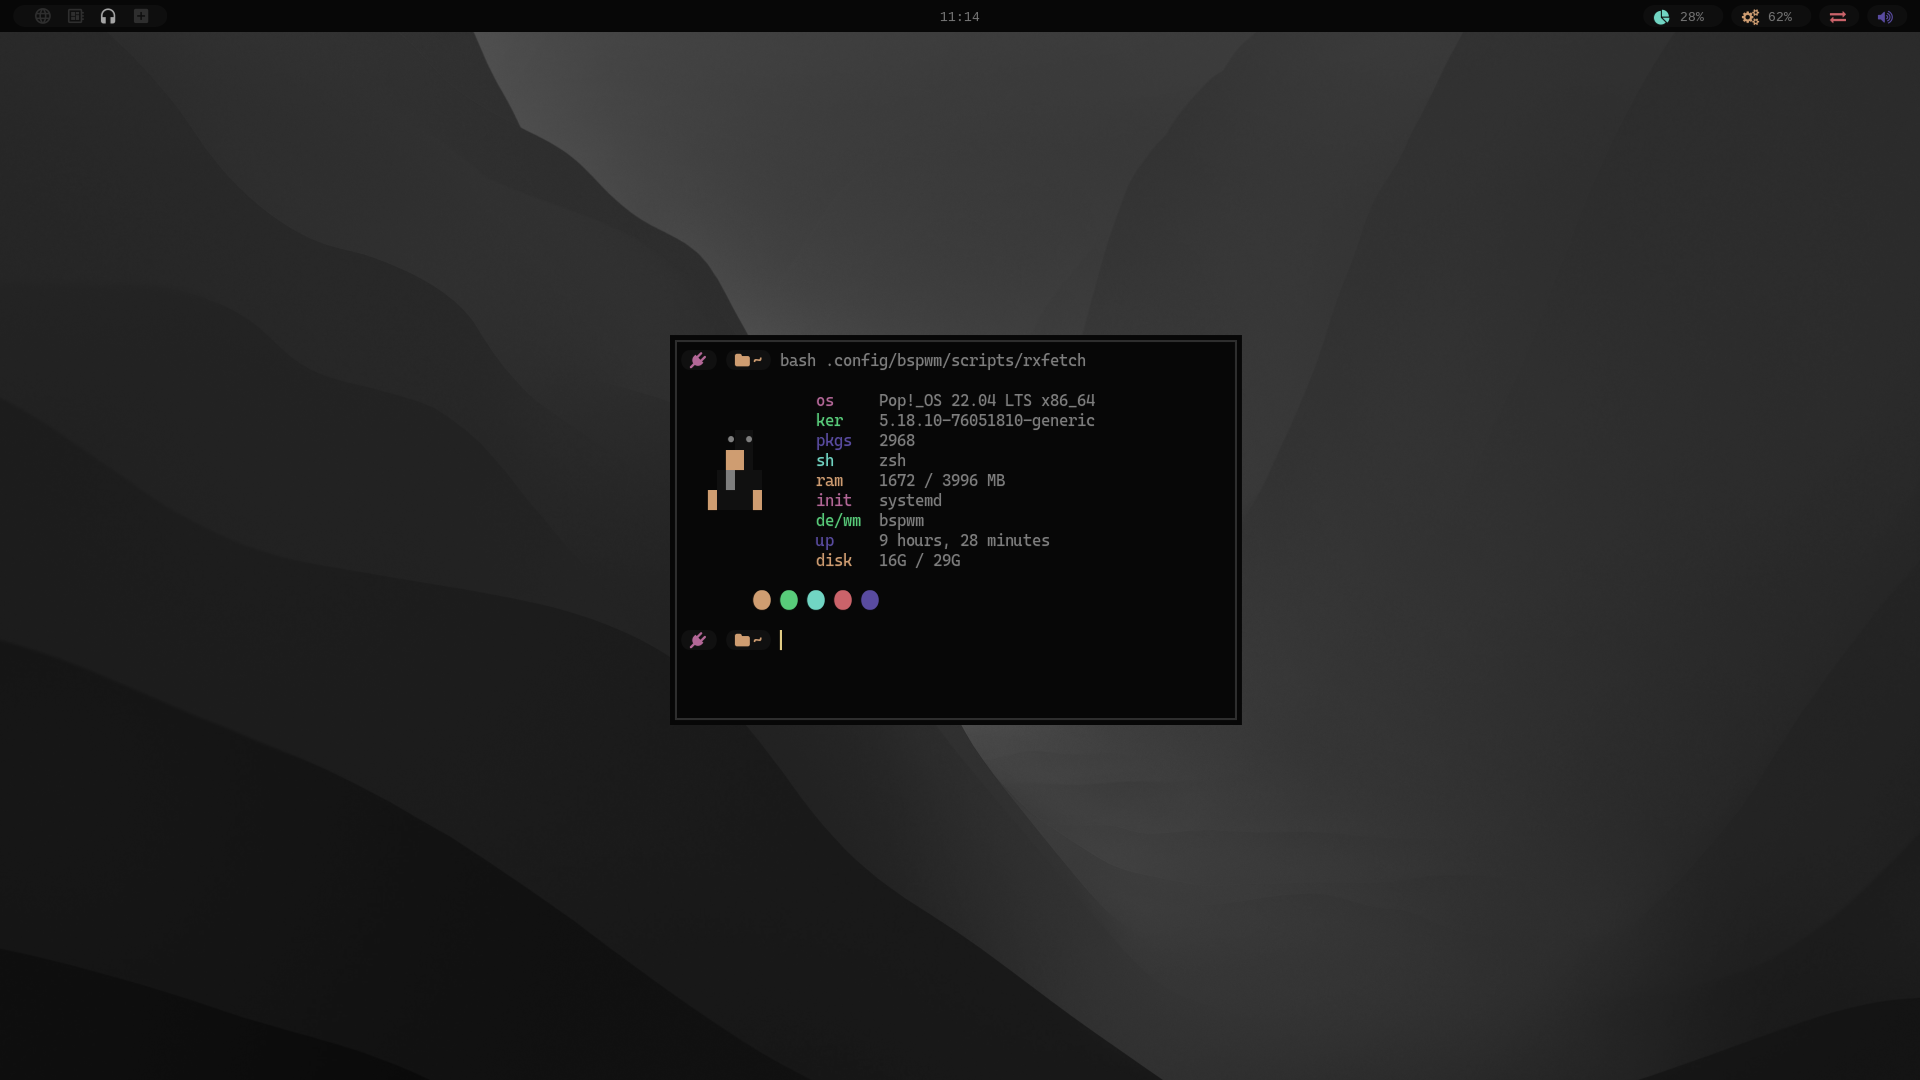 11:14
28%
62%
~ bash .config/bspwm/scripts/rxfetch
os Pop!_OS 22.04 LTS x86_64
ker 5.18.10-76051810-generic
pkgs 2968
sh zsh
ram 1672 / 3996 MB
init systemd
de/wm bspwm
up 9 hours, 28 minutes
disk 16G / 29G
~